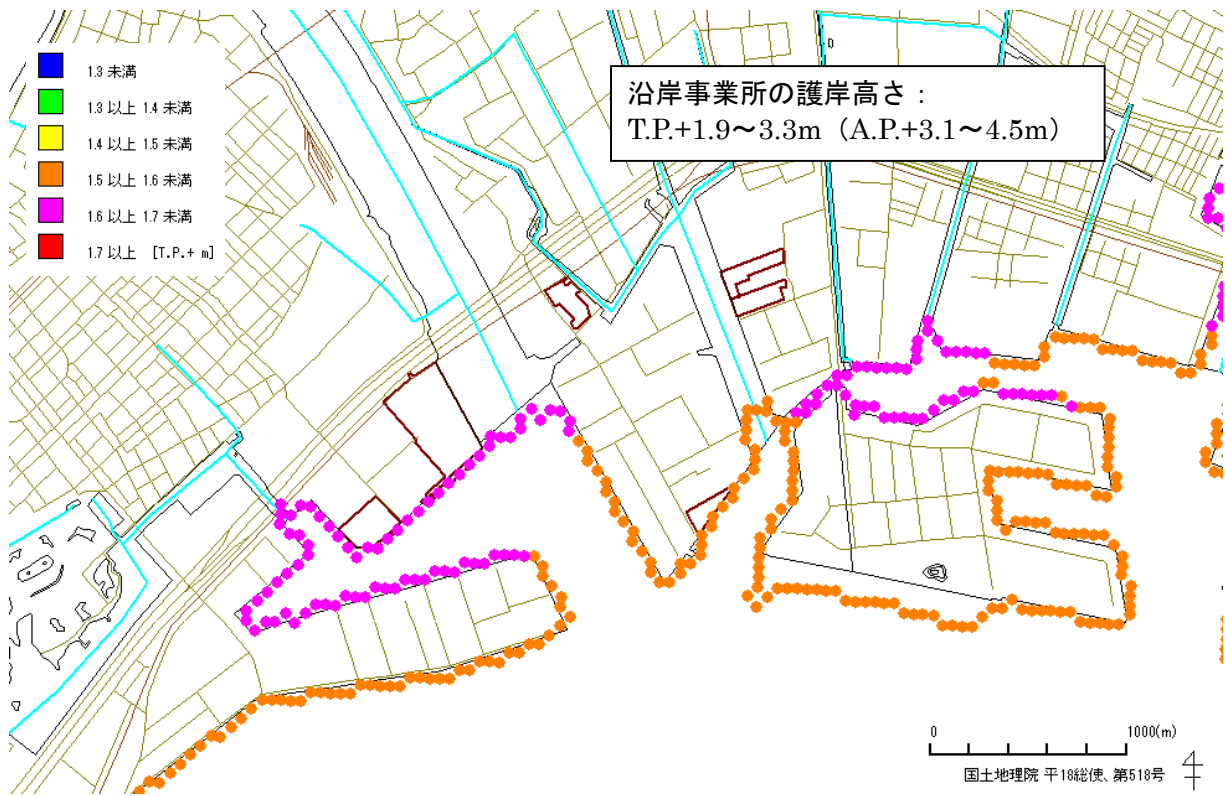 1.3 未満
1.3 以上 1.4 未満
1.4 以上 1.5 未満
1.5 以上 1.6 未満
1.6 以上 1.7 未満
1.7 以上 [T.P.+ m]
沿岸事業所の護岸高さ：
T.P.+1.9～3.3m（A.P.+3.1～4.5m）
0 1000(m)
国土地理院 平18総使、第518号